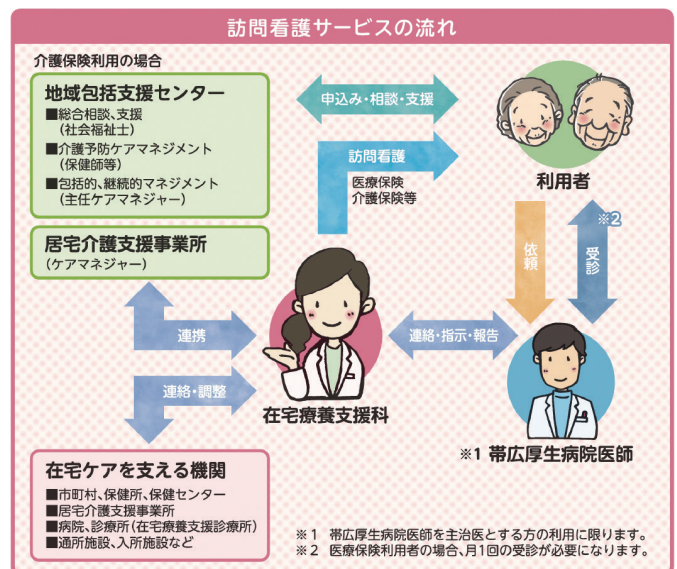 訪問看護サービスの流れ
介護保険利用の場合
地域包括支援センター
■総合相談、支援
（社会福祉士）
■介護予防ケアマネジメント
（保健師等）
■包括的、継続的マネジメント
（主任ケアマネジャー）
居宅介護支援事業所
（ケアマネジャー）
申込み・相談・支援
訪問看護
医療保険
介護保険等
利用者
依頼
※2
受診
連携
連絡・調整
連絡・指示・報告
在宅療養支援科
※1 帯広厚生病院医師
在宅ケアを支える機関
■市町村、保健所、保健センター
■居宅介護支援事業所
■病院、診療所（在宅療養支援診療所）
■通所施設、入所施設など
※1 帯広厚生病院医師を主治医とする方の利用に限ります。
※2 医療保険利用者の場合、月1回の受診が必要になります。